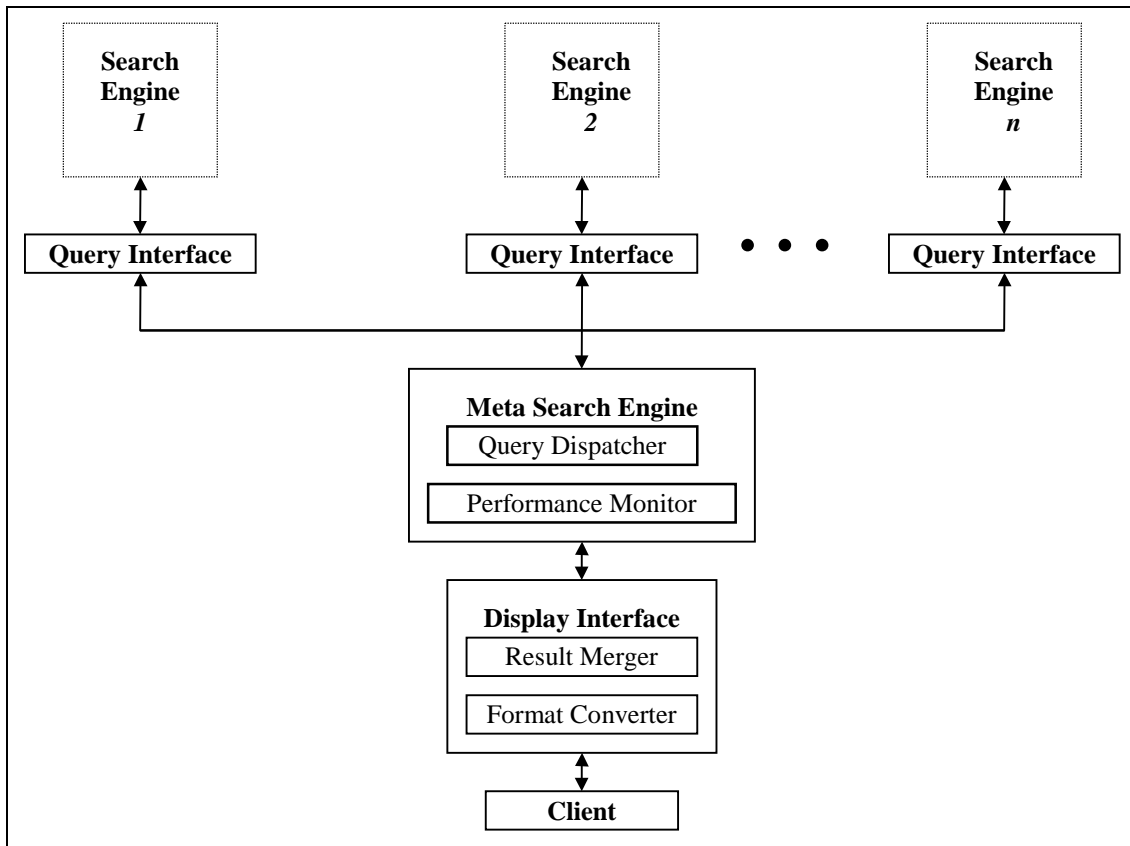 Search
Engine
1
Search
Engine
2
Search
Engine
n
Query Interface
Query Interface
• • •
Query Interface
Meta Search Engine
Query Dispatcher
Performance Monitor
Display Interface
Result Merger
Format Converter
Client